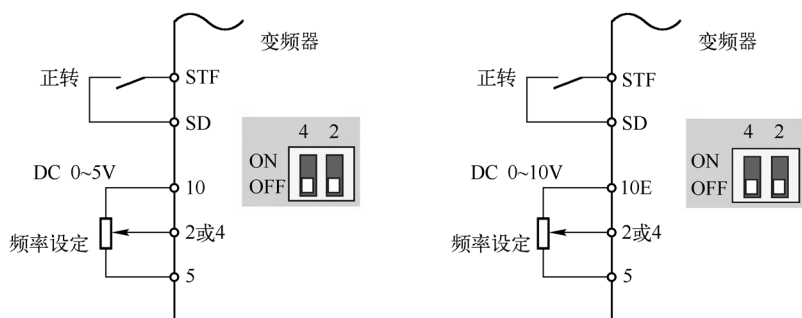 变频器
正转
STF
SD
4 2
ON
OFF
DC 0~5V
10
2或4
频率设定
5
变频器
正转
STF
SD
4 2
ON
OFF
DC 0~10V
10E
2或4
频率设定
5